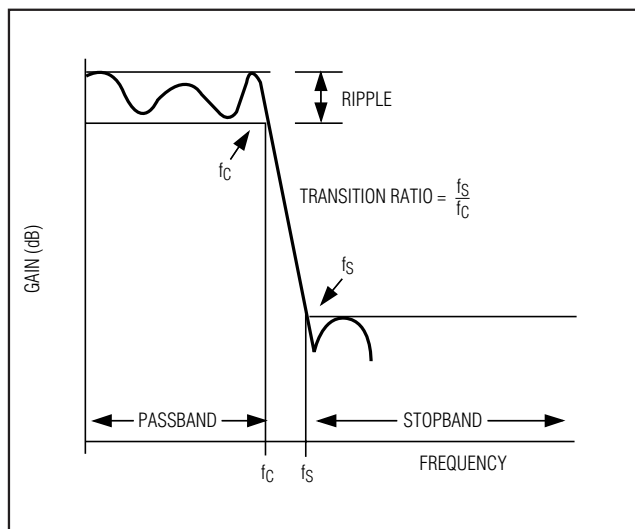 RIPPLE
fC
TRANSITION RATIO = fS/fC
GAIN (dB)
fS
PASSBAND
STOPBAND
fC
fS
FREQUENCY